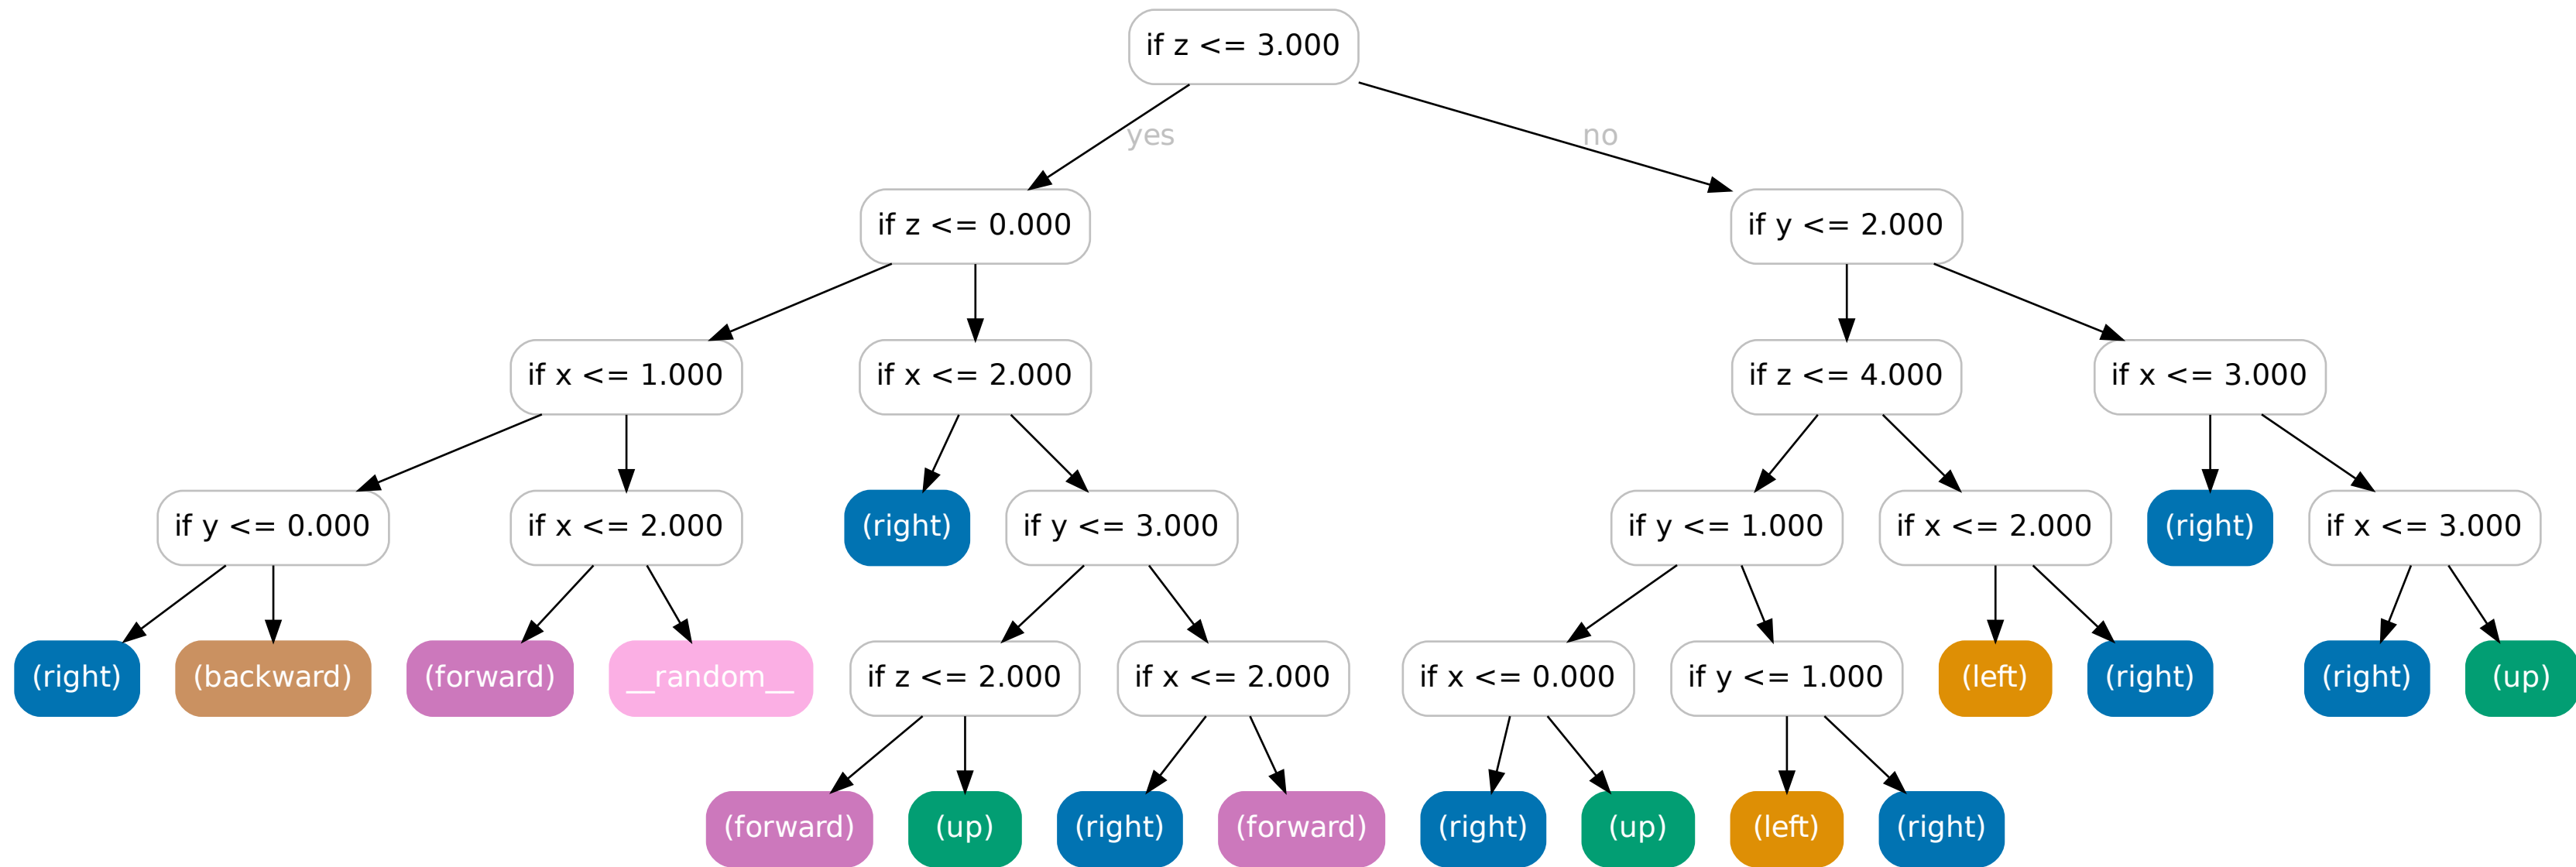 if z <= 3.000
yes
no
if z <= 0.000
if y <= 2.000
if x <= 1.000
if x <= 2.000
if z <= 4.000
if x <= 3.000
if y <= 0.000
if x <= 2.000
(right)
if y <= 3.000
if y <= 1.000
if x <= 2.000
(right)
if x <= 3.000
(right)
(backward)
(forward)
__random__
if z <= 2.000
if x <= 2.000
if x <= 0.000
if y <= 1.000
(left)
(right)
(right)
(up)
(forward)
(up)
(right)
(forward)
(right)
(up)
(left)
(right)